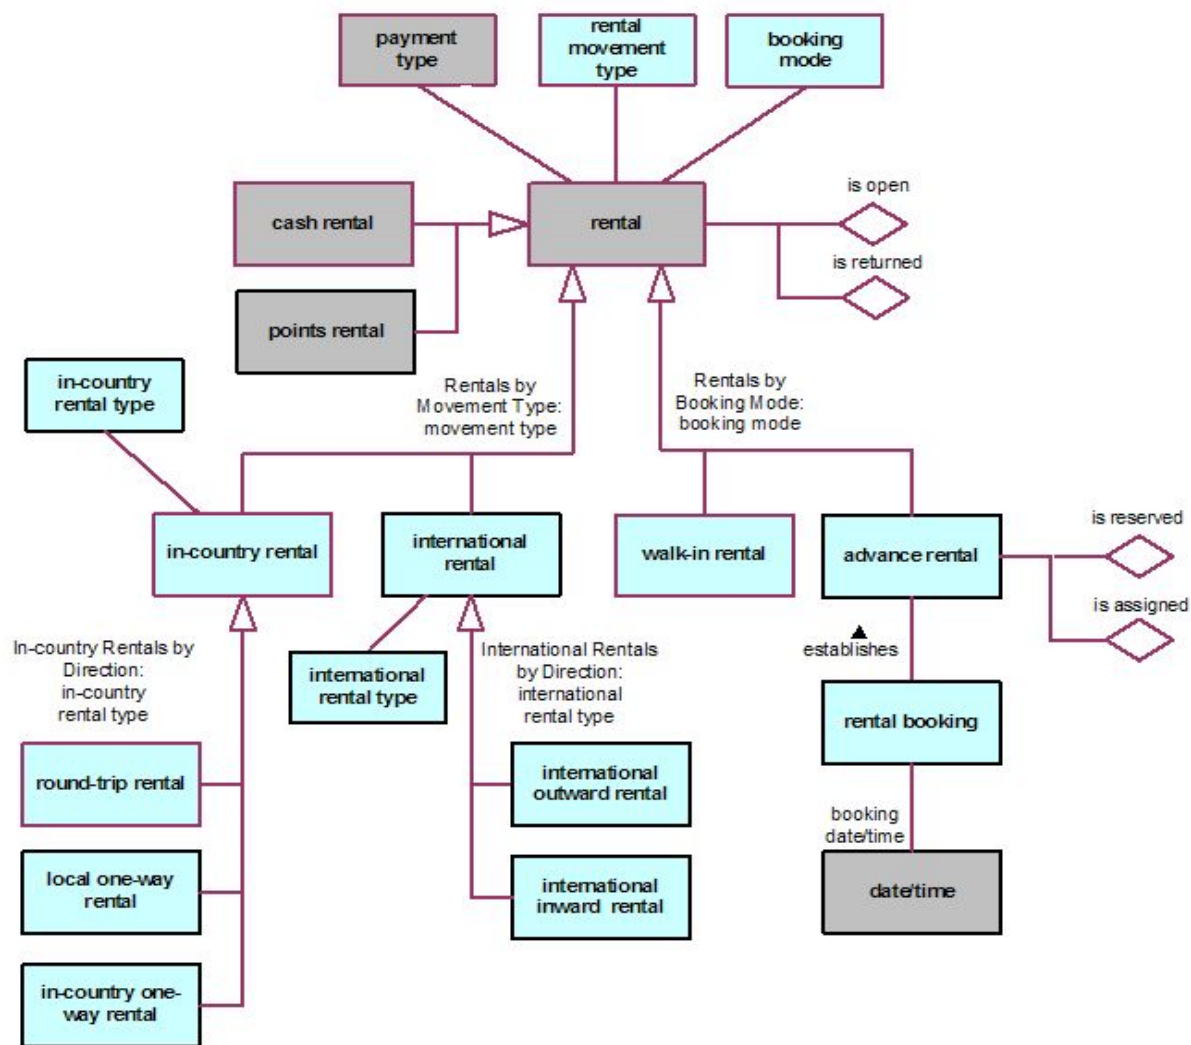 payment
type
rental
movement
type
booking
mode
cash rental
rental
is open
is returned
points rental
in-country
rental type
Rentals by
Movement Type:
movement type
Rentals by
Booking Mode:
booking mode
in-country rental
international
rental
walk-in rental
advance rental
is reserved
is assigned
In-country Rentals by
Direction:
in-country
rental type
international
rental type
International Rentals
by Direction:
international
rental type
▲
establishes
rental booking
round-trip rental
international
outward rental
booking
date/time
local one-way
rental
international
inward rental
date/time
in-country one-
way rental